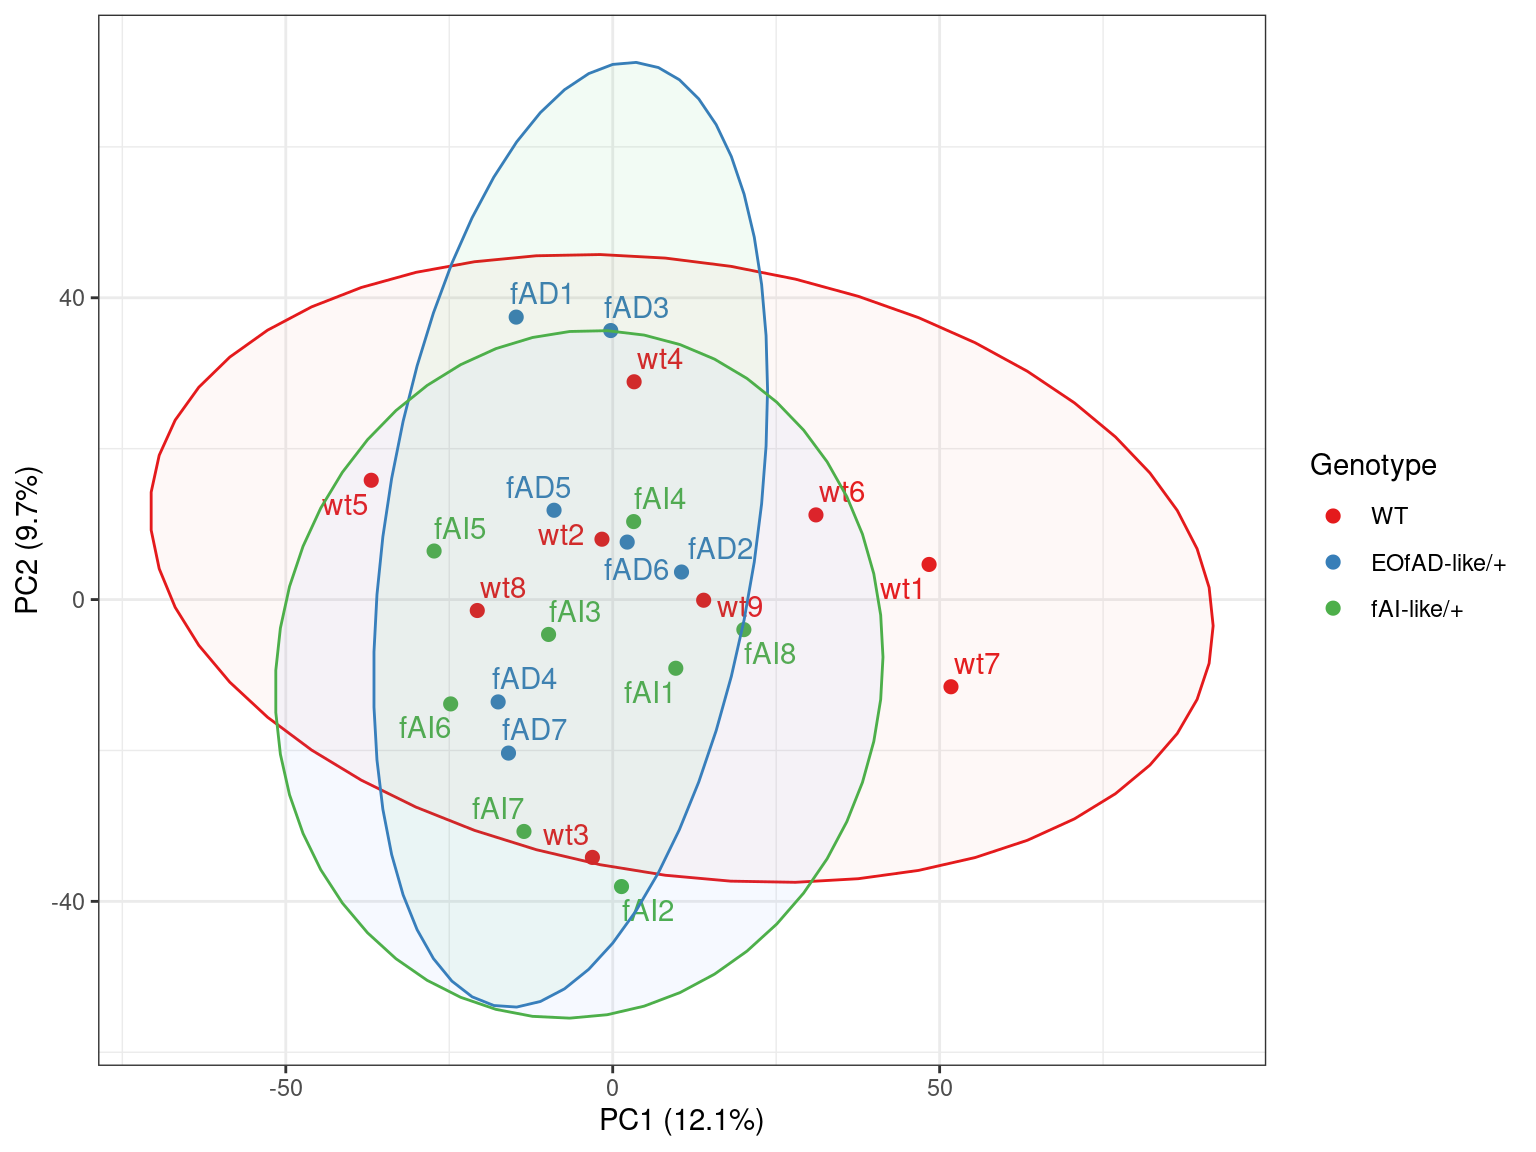 fAD1
fAD3
wt4
40
wt5
fAD5
fAI4
wt6
fAI5
wt2
fAD2
fAD6
wt8
wt1
0
fAI3
wt9
fAI8
wt7
fAD4
fAI1
fAI6
fAD7
fAI7
wt3
-40
fAI2
-50
0
50
PC1 (12.1%)
PC2 (9.7%)
Genotype
WT
EOfAD-like/+
fAI-like/+